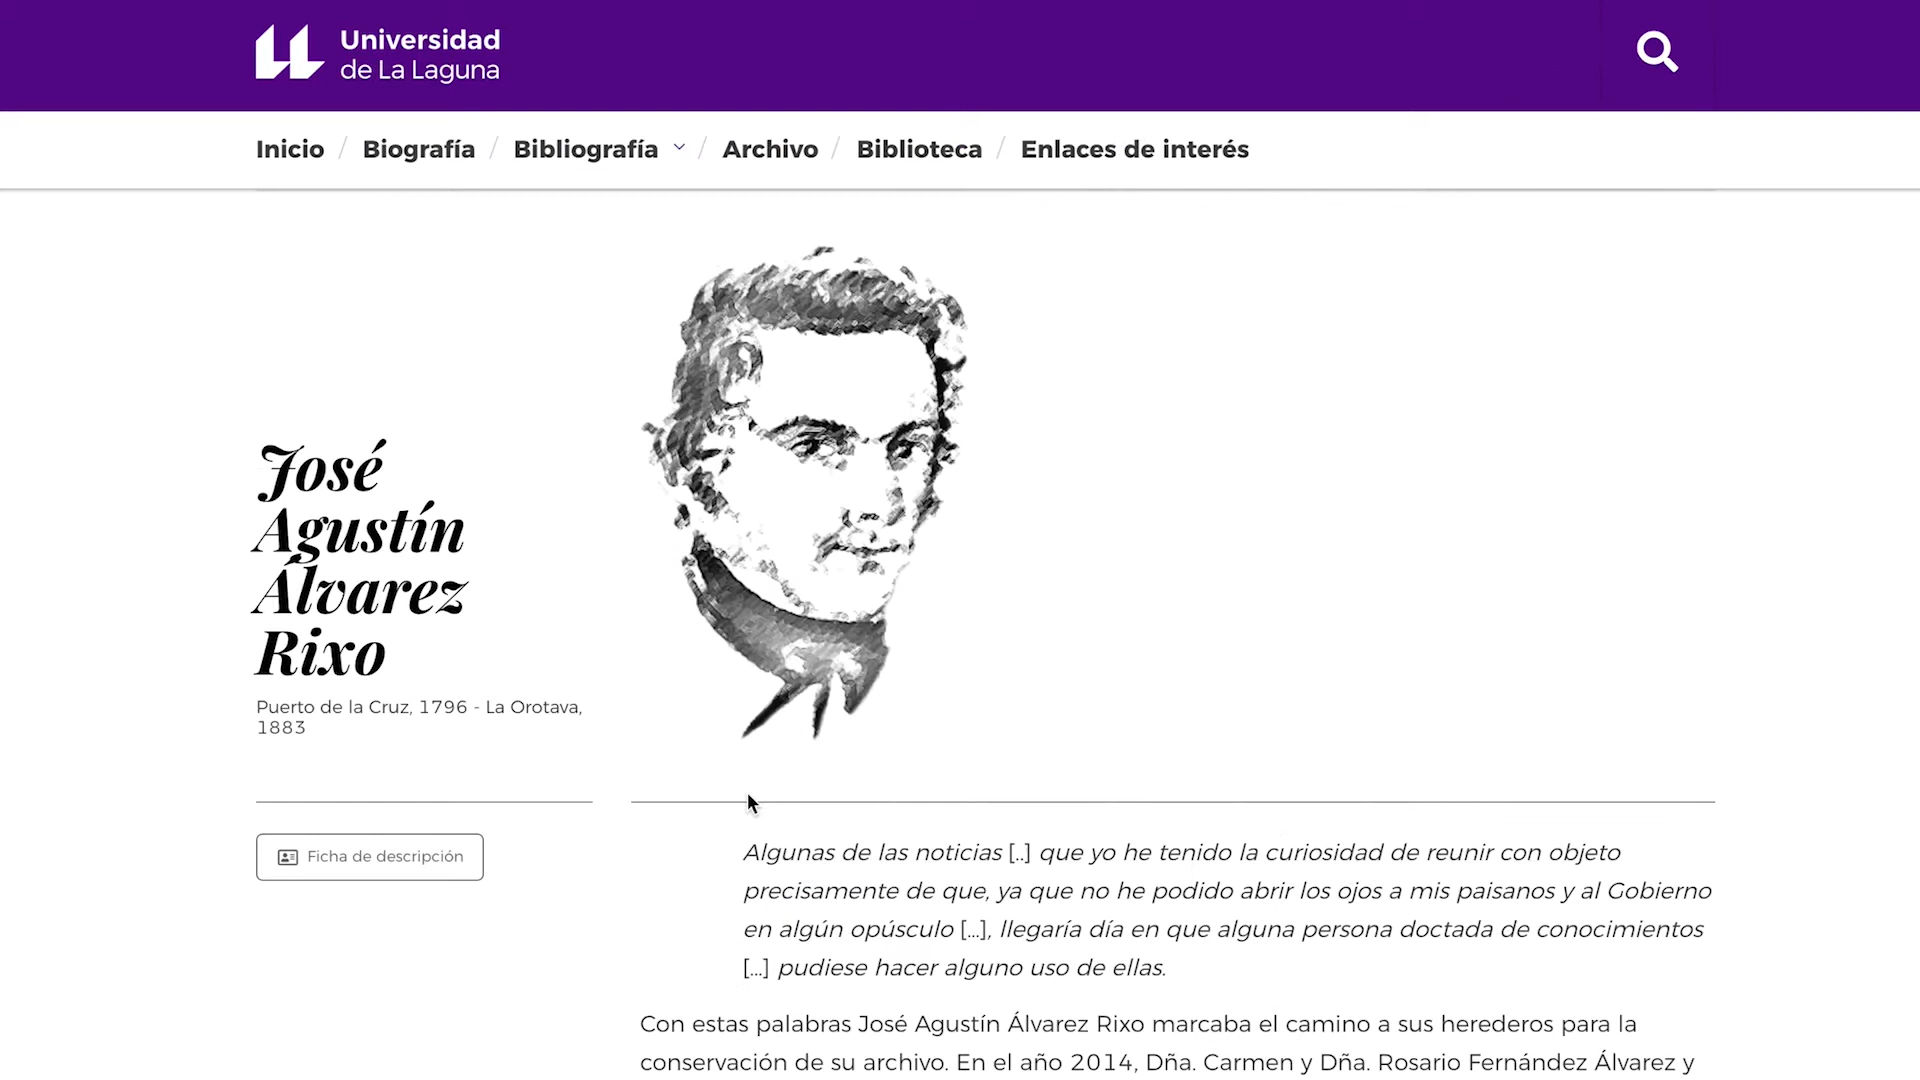 Universidad
de La Laguna
Inicio / Biografía / Bibliografía / Archivo / Biblioteca / Enlaces de interés
José
Agustín
Álvarez
Rixo
Puerto de la Cruz, 1796 - La Orotava,
1883
Ficha de descripción
Algunas de las noticias [..] que yo he tenido la curiosidad de reunir con objeto
precisamente de que, ya que no he podido abrir los ojos a mis paisanos y al Gobierno
en algún opúsculo [...], llegaría día en que alguna persona doctada de conocimientos
[...] pudiese hacer alguno uso de ellas.
Con estas palabras José Agustín Álvarez Rixo marcaba el camino a sus herederos para la
conservación de su archivo. En el año 2014, Dña. Carmen y Dña. Rosario Fernández Álvarez y